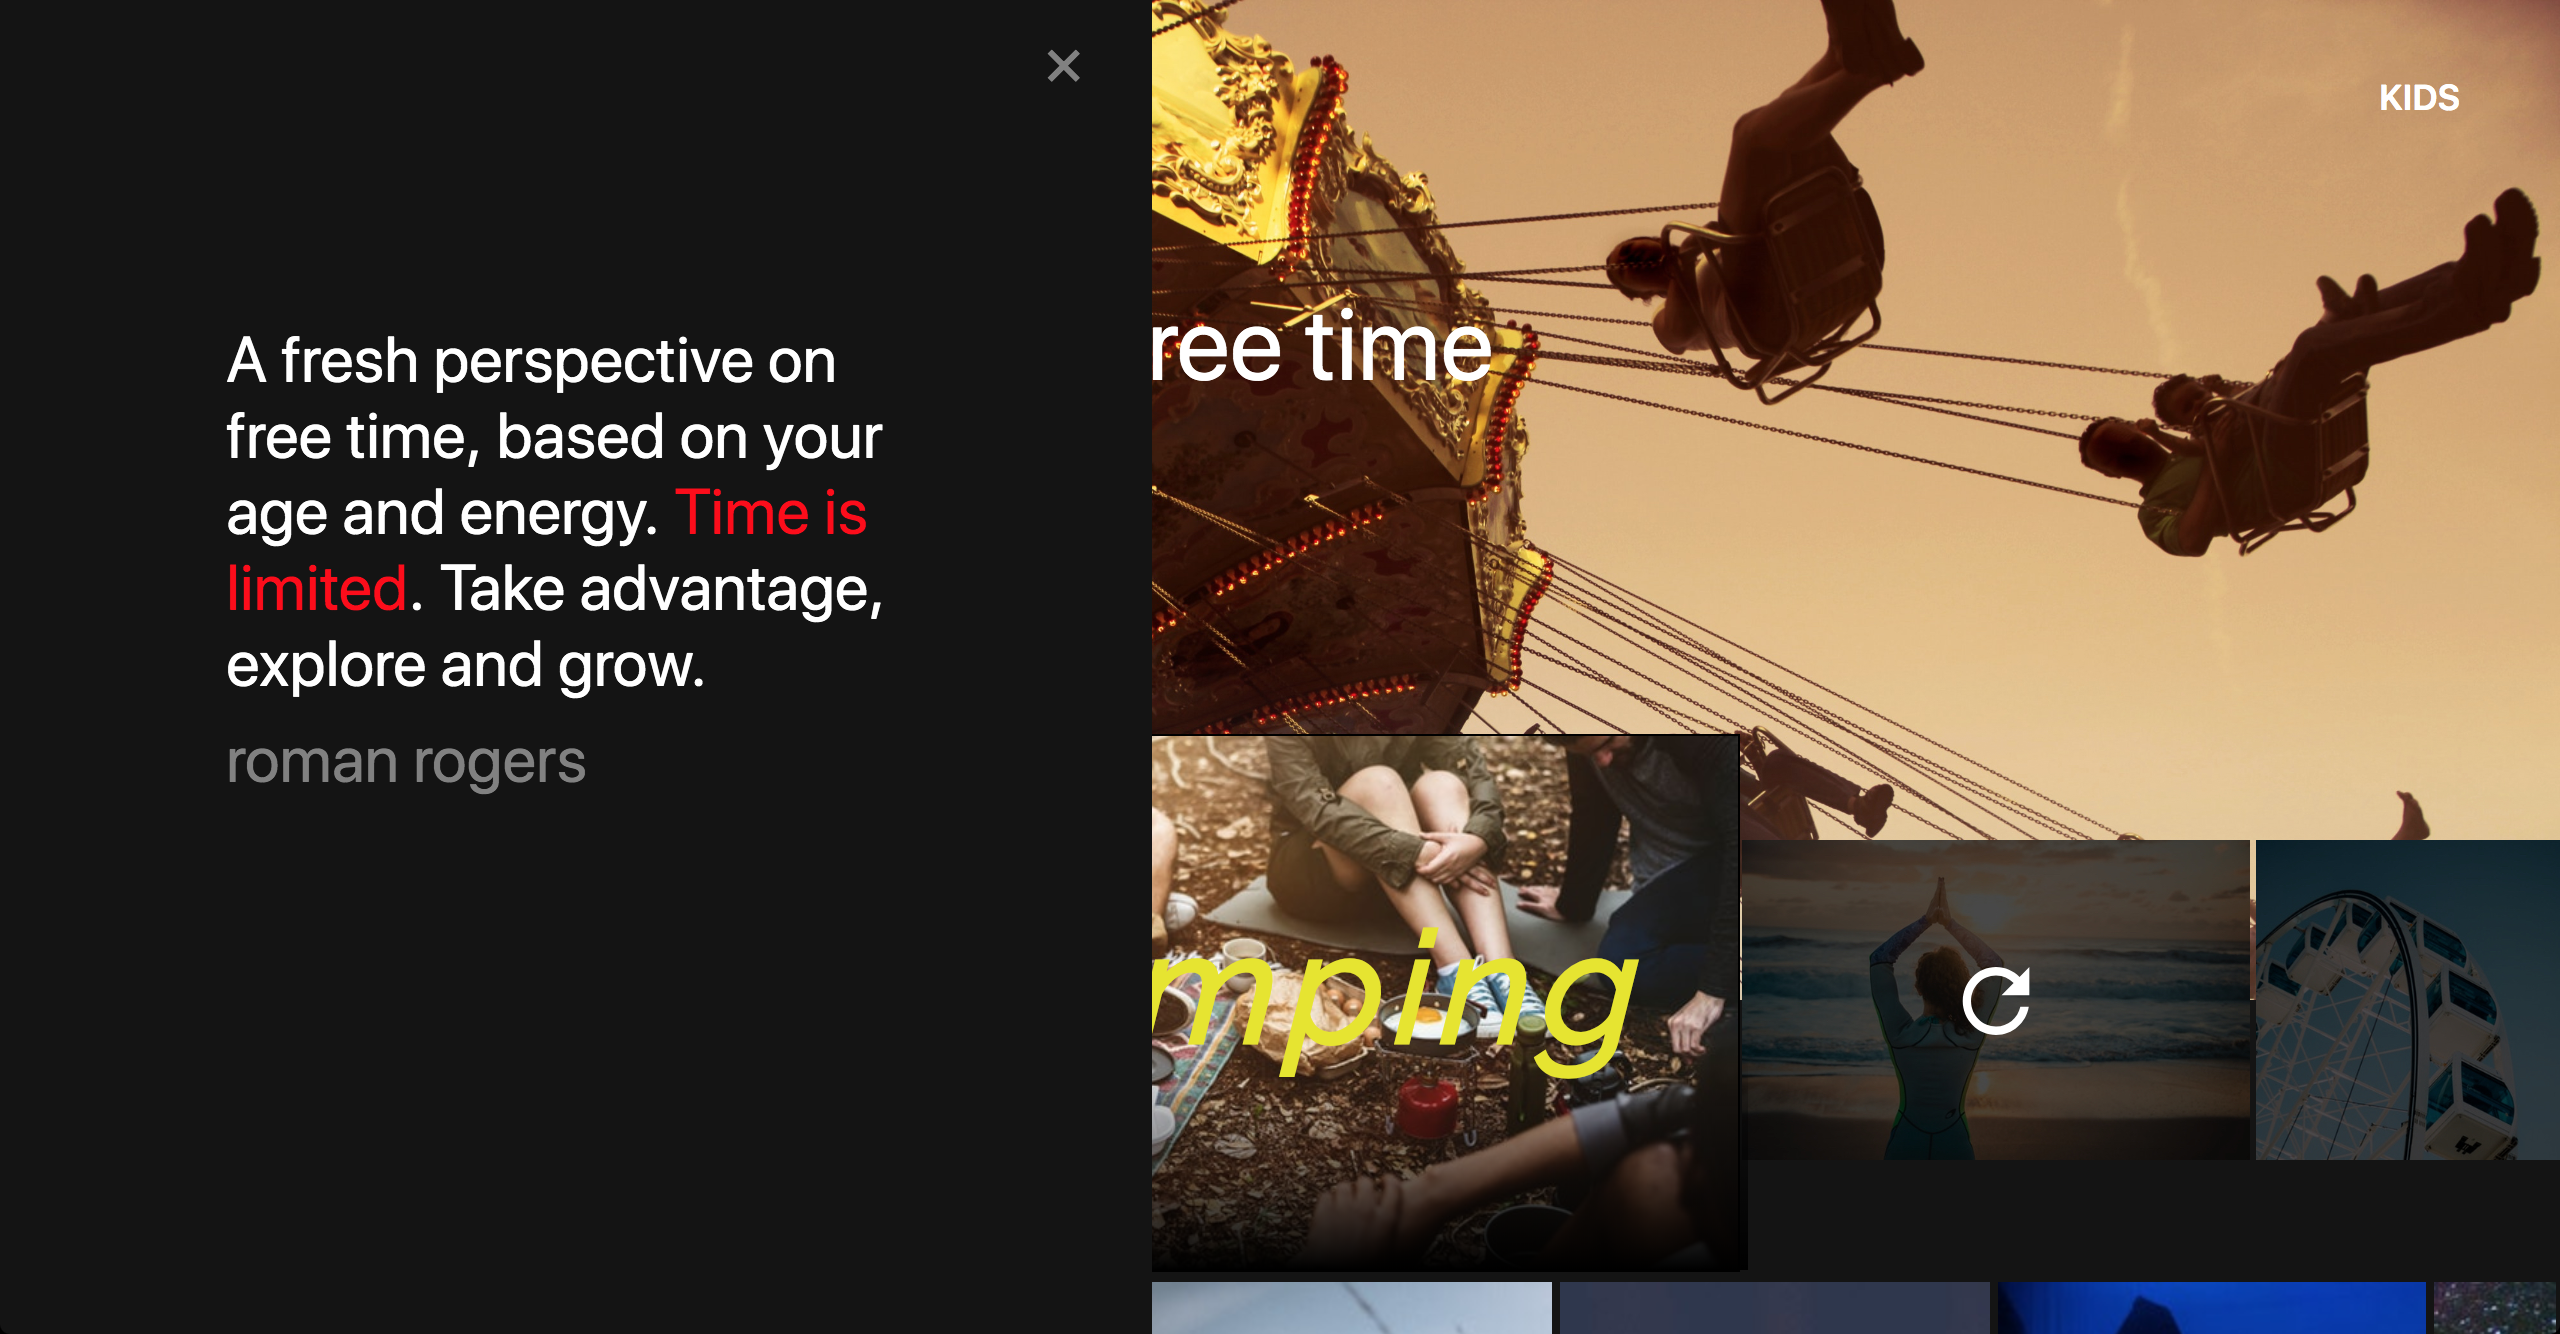 A fresh perspective on
free time, based on your
age and energy. Time is
limited. Take advantage,
explore and grow.
roman rogers
KIDS
ree time
mping